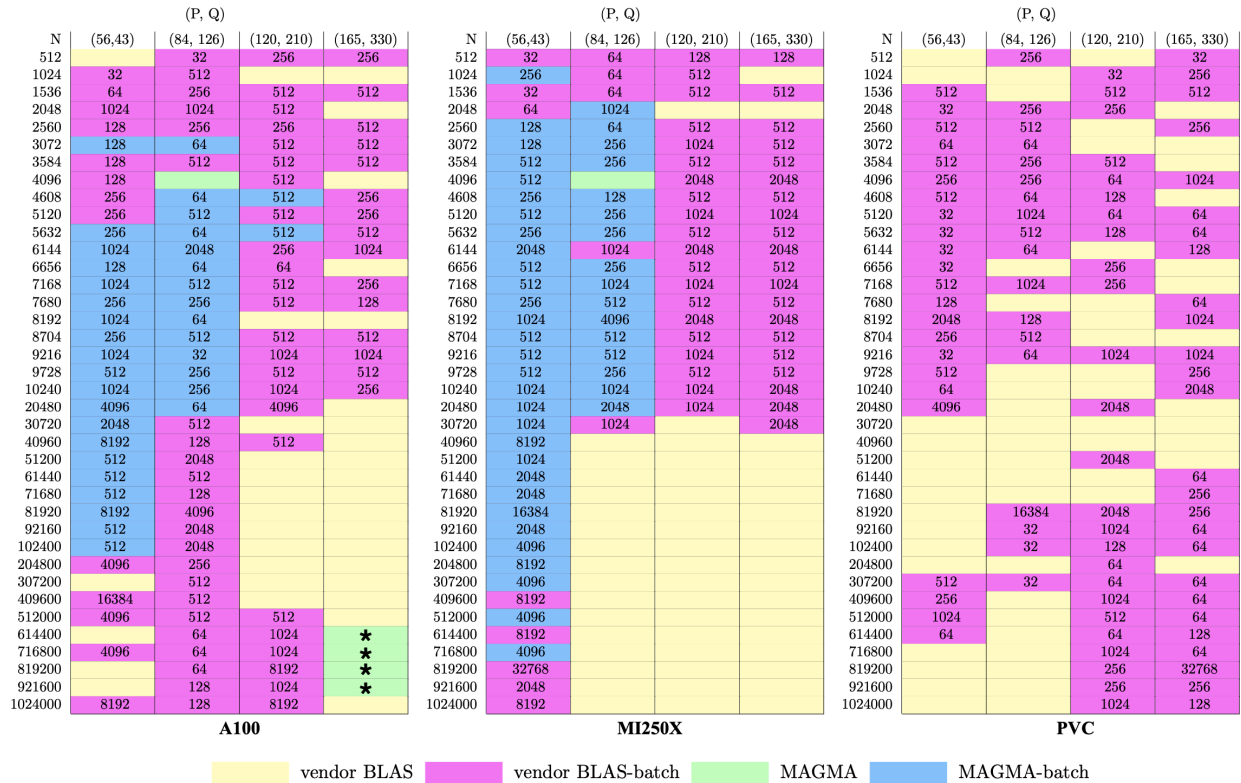 (P, Q) (P, Q) (P, Q)
N (56,43) (84, 126) (120, 210) (165, 330) N (56,43) (84, 126) (120, 210) (165, 330) N (56,43) (84, 126) (120, 210) (165, 330)
512 32 256 256 512 32 64 128 128 512 256 32
1024 32 512 1024 256 64 512 1024 32 256
1536 64 256 512 512 1536 32 64 512 512 1536 512 512 512
2048 1024 1024 512 2048 64 1024 2048 32 256 256
2560 128 256 256 512 2560 128 64 512 512 2560 512 512 256
3072 128 64 512 512 3072 128 256 1024 512 3072 64 64
3584 128 512 512 512 3584 512 256 512 512 3584 512 256 512
4096 128 512 4096 512 2048 2048 4096 256 256 64 1024
4608 256 64 512 256 4608 256 128 512 512 4608 512 64 128
5120 256 512 512 256 5120 512 256 1024 1024 5120 32 1024 64 64
5632 256 64 512 512 5632 256 256 512 512 5632 32 512 128 64
6144 1024 2048 256 1024 6144 2048 1024 2048 2048 6144 32 64 128
6656 128 64 64 6656 512 256 512 512 6656 32 256
7168 1024 512 512 256 7168 512 1024 1024 1024 7168 512 1024 256
7680 256 256 512 128 7680 256 512 512 512 7680 128 64
8192 1024 64 8192 1024 4096 2048 2048 8192 2048 128 1024
8704 256 512 512 512 8704 512 512 512 512 8704 256 512
9216 1024 32 1024 1024 9216 512 512 1024 512 9216 32 64 1024 1024
9728 512 256 512 512 9728 512 256 512 512 9728 512 256
10240 1024 256 1024 256 10240 1024 1024 1024 2048 10240 64 2048
20480 4096 64 4096 20480 1024 2048 1024 2048 20480 4096 2048
30720 2048 512 30720 1024 1024 2048 30720
40960 8192 128 512 40960 8192 40960
51200 512 2048 51200 1024 51200 2048
61440 512 512 61440 2048 61440 64
71680 512 128 71680 2048 71680 256
81920 8192 4096 81920 16384 81920 16384 2048 256
92160 512 2048 92160 2048 92160 32 1024 64
102400 512 2048 102400 4096 102400 32 128 64
204800 4096 256 204800 8192 204800 64
307200 512 307200 4096 307200 512 32 64 64
409600 16384 512 409600 8192 409600 256 1024 64
512000 4096 512 512 512000 4096 512000 1024 512 64
614400 64 1024 * 614400 8192 614400 64 64 128
716800 4096 64 1024 * 716800 4096 716800 1024 64
819200 64 8192 * 819200 32768 819200 256 32768
921600 128 1024 * 921600 2048 921600 256 256
1024000 8192 128 8192 1024000 8192 1024000 1024 128
A100 MI250X PVC
vendor BLAS vendor BLAS-batch MAGMA MAGMA-batch